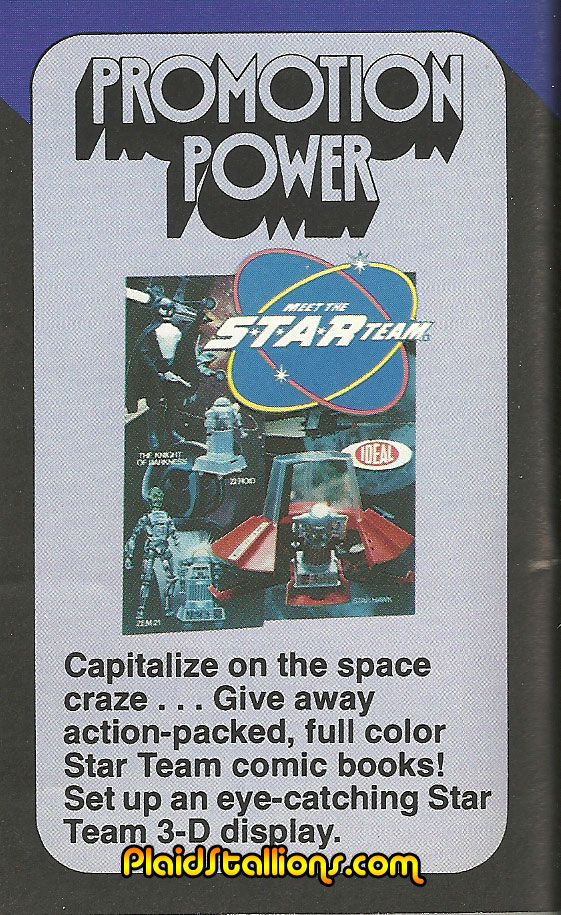 PROMOTION
POWER
MEET THE
S★T★A★R TEAM
THE KNIGHT
OF DARKNESS
ZEROID
IDEAL
ZEM 21
STAR HAWK
Capitalize on the space
craze . . . Give away
action-packed, full color
Star Team comic books!
Set up an eye-catching Star
Team 3-D display.
PlaidStallions.com